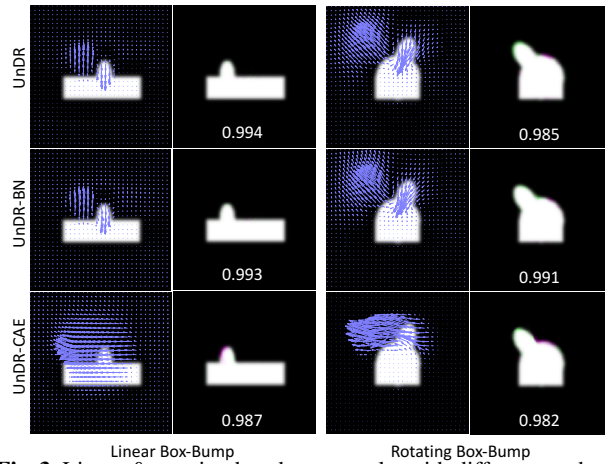 UnDR
0.994
0.985
UnDR-BN
0.993
0.991
UnDR-CAE
0.987
0.982
Linear Box-Bump
Rotating Box-Bump